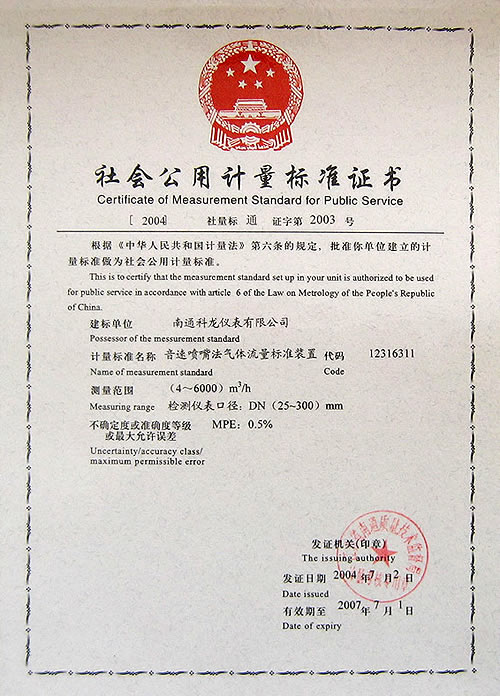 社会公用计量标准证书
Certificate of Measurement Standard for Public Service
[ 2004] 社量标 通 证字第 2003 号
根据《中华人民共和国计量法》第六条的规定，批准你单位建立的计
量标准做为社会公用计量标准。
This is to certify that the measurement standard set up in your unit is authorized to be used
for public service in accordance with article 6 of the Law on Metrology of the People's Republic
of China.
建标单位 南通科龙仪表有限公司
Possessor of the messurement standard
计量标准名称 音速喷嘴法气体流量标准装置 代码 12316311
Name of measurement standard Code
测量范围 （4～6000）m³/h
Measuring range 检测仪表口径：DN（25~300）mm
不确定度或准确度等级 MPE：0.5%
或最大允许误差
Uncertainty/accuracy class/
maximum permissible error
发证机关(印章)
The issuing authority
发证日期 2004 年 7 月 2 日
Date issued
有效期至 2007 年 7 月 1 日
Date of expiry